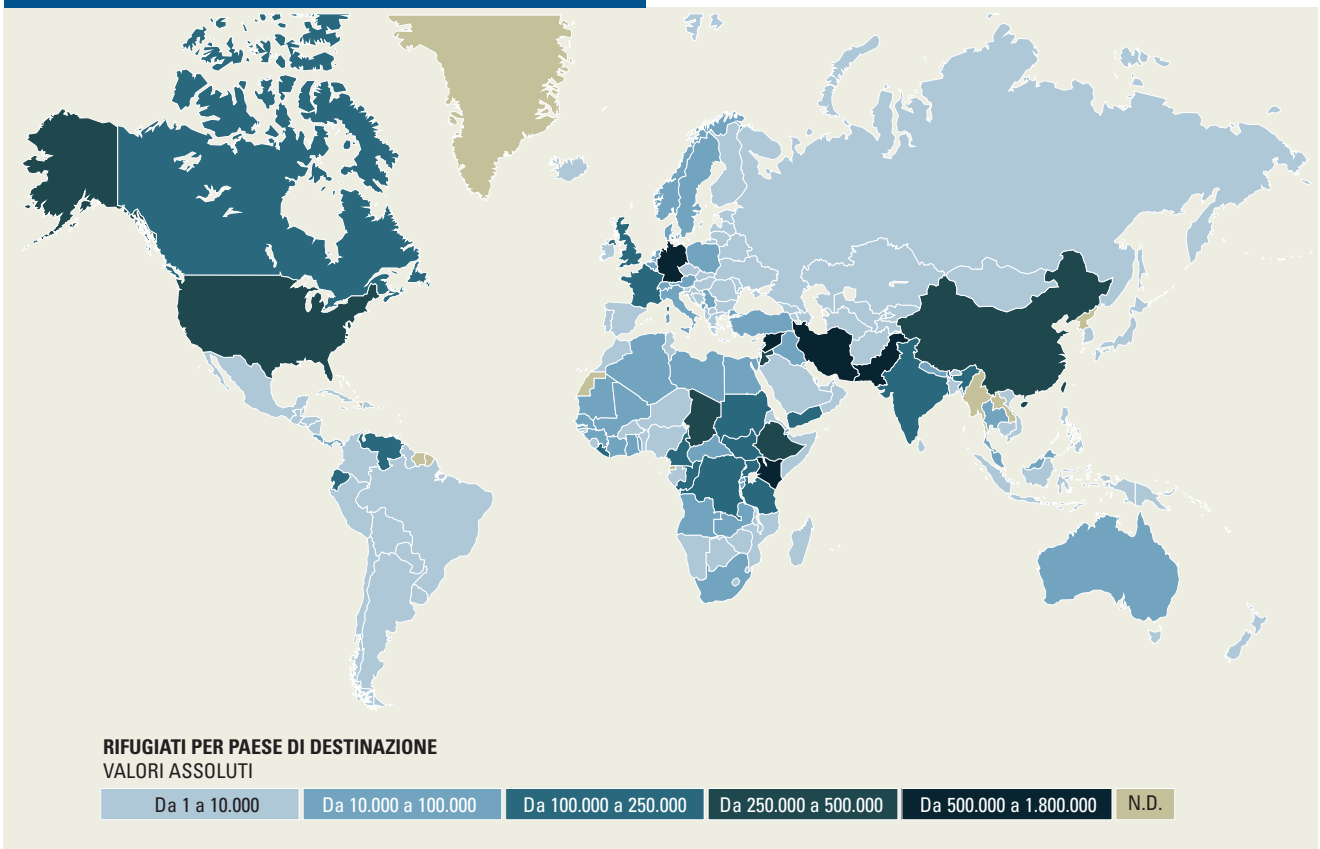 RIFUGIATI PER PAESE DI DESTINAZIONE
VALORI ASSOLUTI
Da 1 a 10.000 Da 10.000 a 100.000 Da 100.000 a 250.000 Da 250.000 a 500.000 Da 500.000 a 1.800.000 N.D.